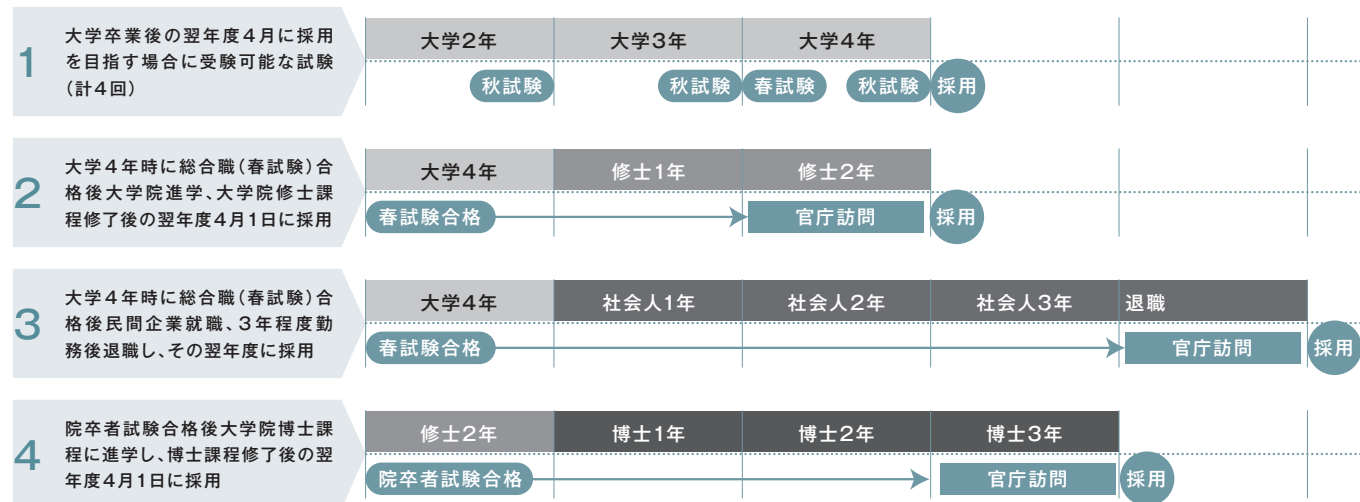 1
大学卒業後の翌年度4月に採用
を目指す場合に受験可能な試験
(計4回)
大学2年 大学3年 大学4年
秋試験 秋試験 春試験 秋試験 採用
2
大学4年時に総合職(春試験)合
格後大学院進学、大学院修士課
程修了後の翌年度4月1日に採用
大学4年 修士1年 修士2年
春試験合格 官庁訪問 採用
3
大学4年時に総合職(春試験)合
格後民間企業就職、3年程度勤
務後退職し、その翌年度に採用
大学4年 社会人1年 社会人2年 社会人3年 退職
春試験合格 官庁訪問 採用
4
院卒者試験合格後大学院博士課
程に進学し、博士課程修了後の翌
年度4月1日に採用
修士2年 博士1年 博士2年 博士3年
院卒者試験合格 官庁訪問 採用